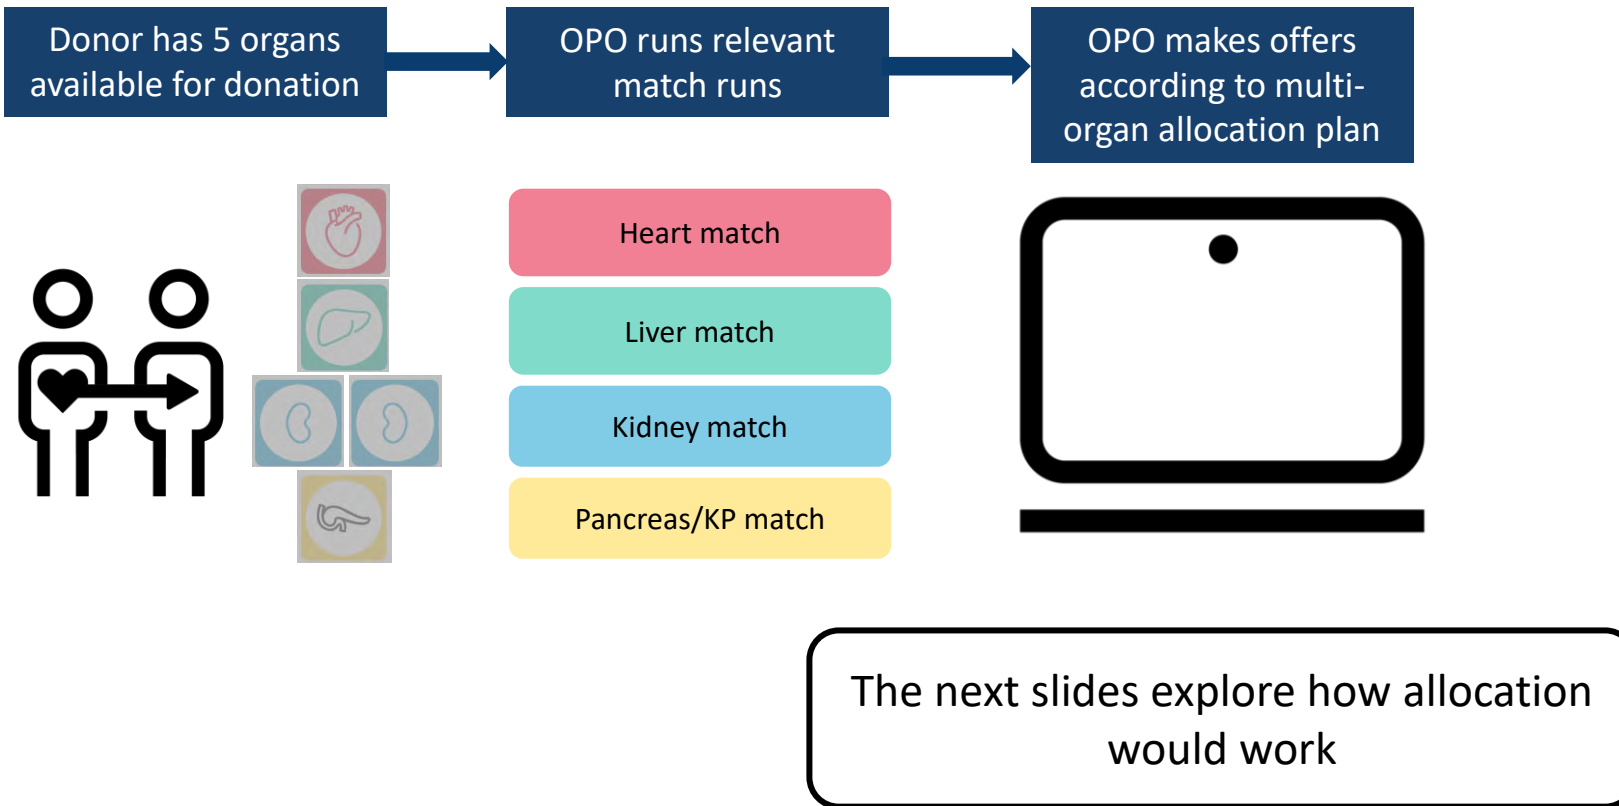 Donor has 5 organs
available for donation
OPO runs relevant
match runs
OPO makes offers
according to multi-
organ allocation plan
Heart match
Liver match
Kidney match
Pancreas/KP match
The next slides explore how allocation
would work